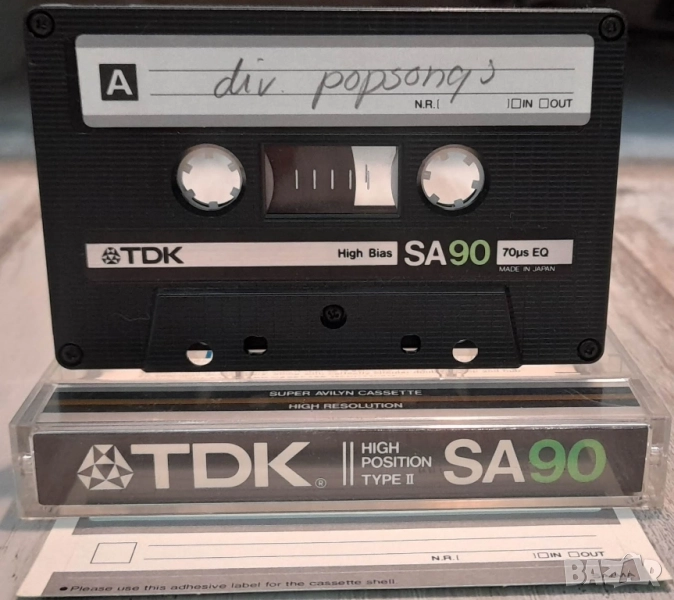 A div. popsongs
N.R.[ ]□IN □OUT
TDK High Bias SA90 70µs EQ
MADE IN JAPAN
SUPER AVILYN CASSETTE
HIGH RESOLUTION
TDK® HIGH POSITION TYPE II SA90
N.R.[ ]□IN □OUT
● Please use this adhesive label for the cassette shell.
BAZAR